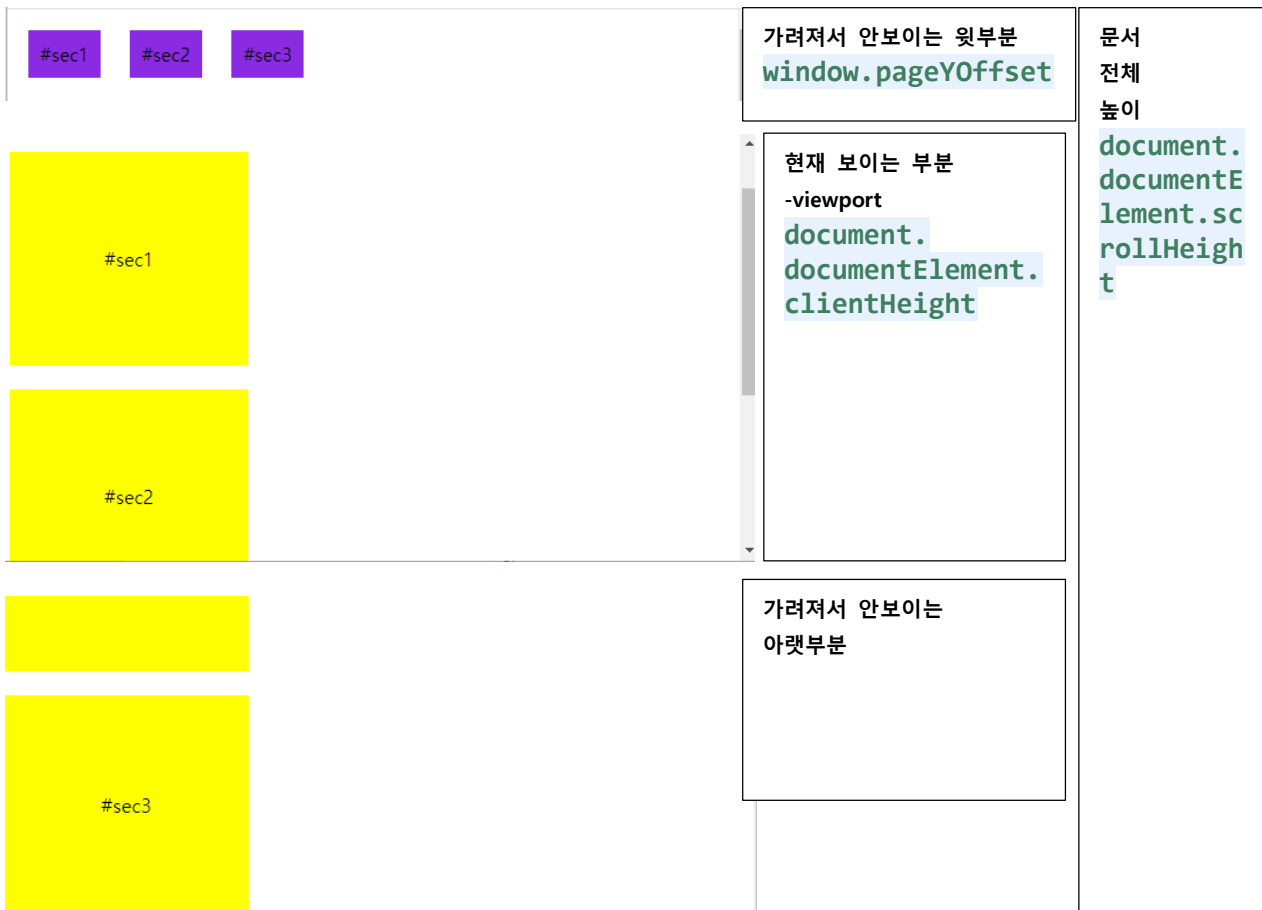 #sec1 #sec2 #sec3
가려져서 안보이는 윗부분
window.pageYOffset
문서
전체
높이
document.
documentE
lement.sc
rollHeigh
t
현재 보이는 부분
-viewport
document.
documentElement.
clientHeight
#sec1
#sec2
가려져서 안보이는
아랫부분
#sec3